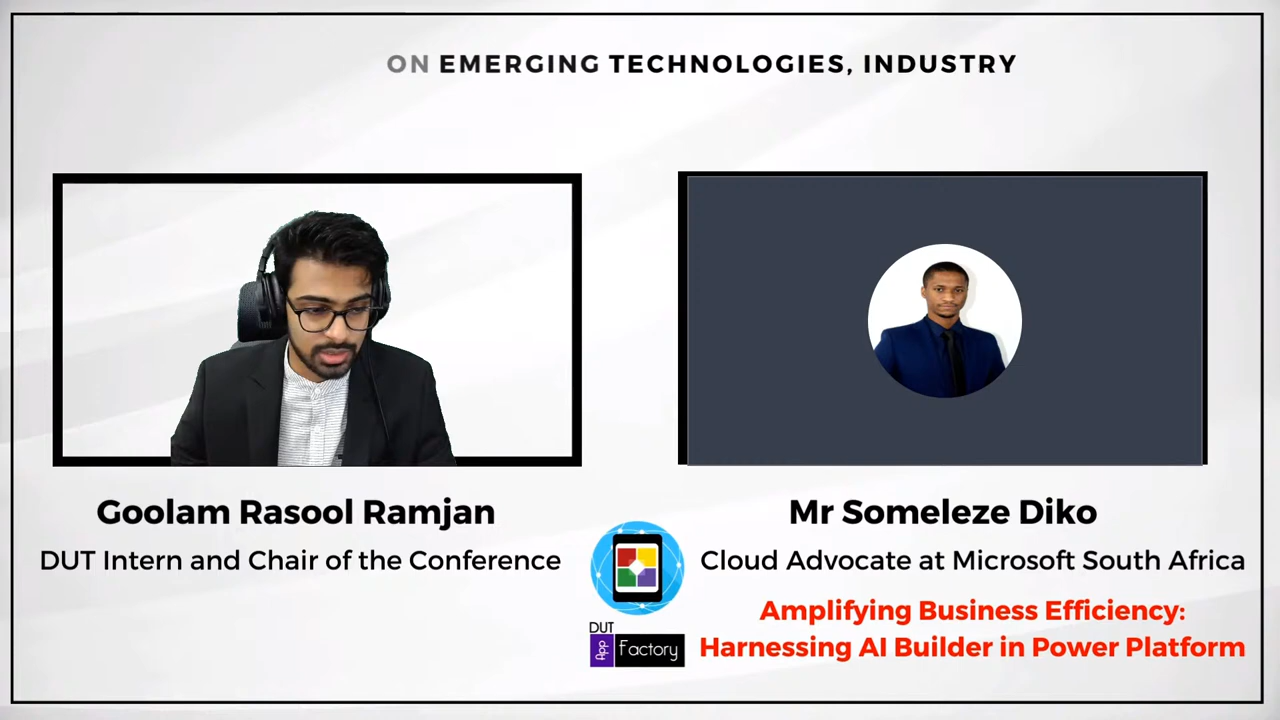 ON EMERGING TECHNOLOGIES, INDUSTRY
Goolam Rasool Ramjan
DUT Intern and Chair of the Conference
Mr Someleze Diko
Cloud Advocate at Microsoft South Africa
Amplifying Business Efficiency:
Harnessing AI Builder in Power Platform
DUT
App Factory